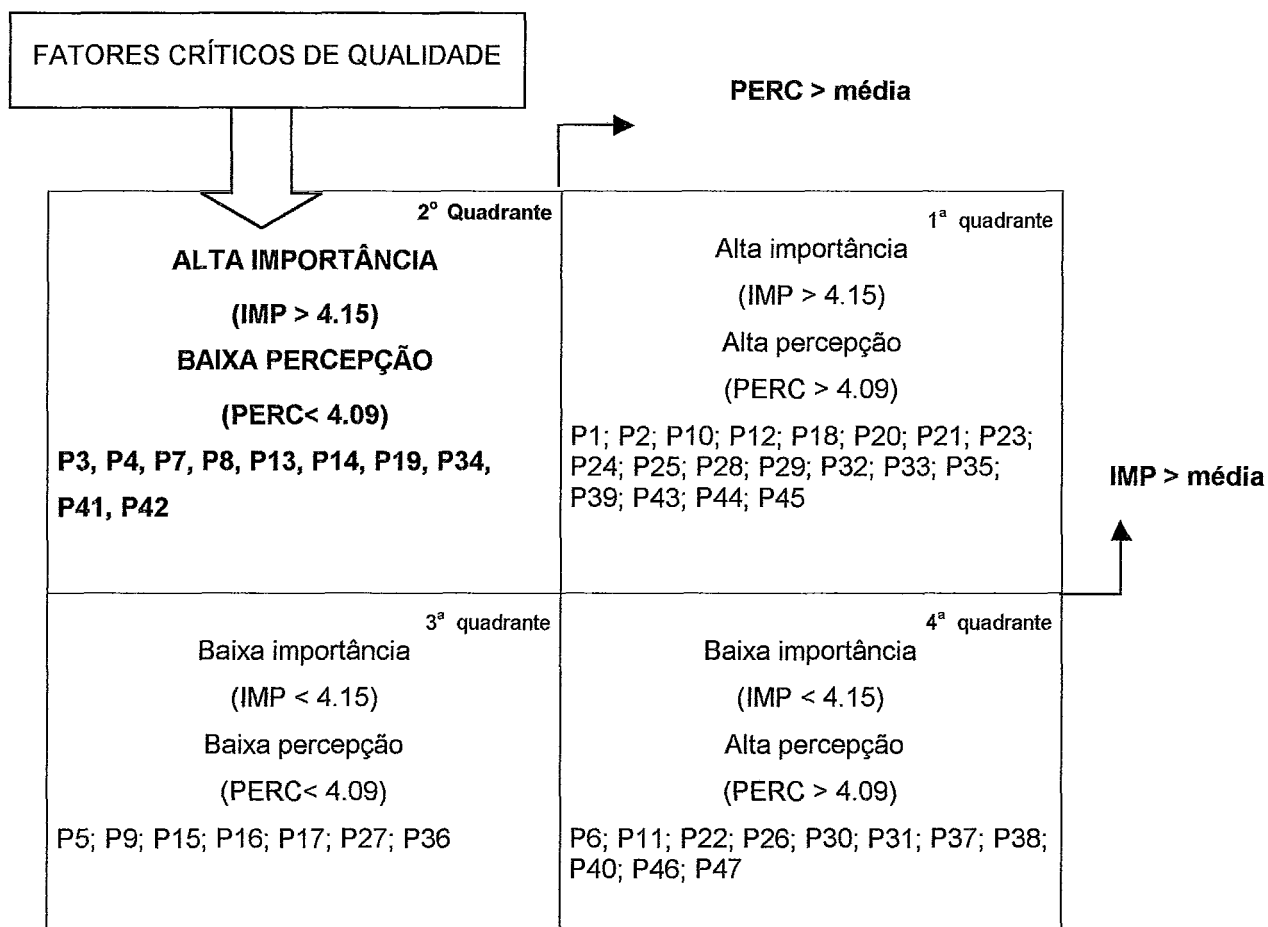 FATORES CRÍTICOS DE QUALIDADE
PERC > média
2º Quadrante
ALTA IMPORTÂNCIA
(IMP > 4.15)
BAIXA PERCEPÇÃO
(PERC< 4.09)
P3, P4, P7, P8, P13, P14, P19, P34,
P41, P42
1ª quadrante
Alta importância
(IMP > 4.15)
Alta percepção
(PERC > 4.09)
P1; P2; P10; P12; P18; P20; P21; P23;
P24; P25; P28; P29; P32; P33; P35;
P39; P43; P44; P45
IMP > média
3ª quadrante
Baixa importância
(IMP < 4.15)
Baixa percepção
(PERC< 4.09)
P5; P9; P15; P16; P17; P27; P36
4ª quadrante
Baixa importância
(IMP < 4.15)
Alta percepção
(PERC > 4.09)
P6; P11; P22; P26; P30; P31; P37; P38;
P40; P46; P47